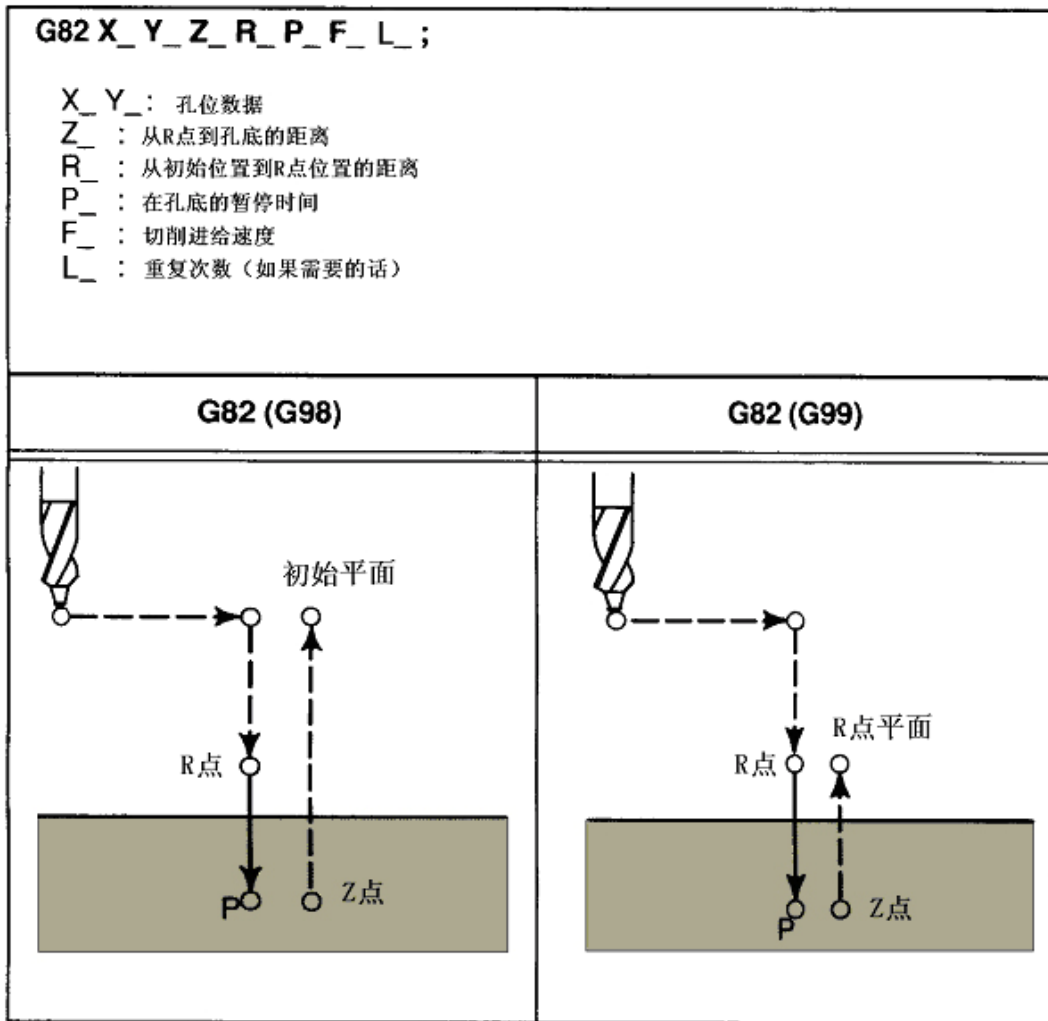 G82 X_ Y_ Z_ R_ P_ F_ L_ ;
X_ Y_: 孔位数据
Z_ : 从R点到孔底的距离
R_ : 从初始位置到R点位置的距离
P_ : 在孔底的暂停时间
F_ : 切削进给速度
L_ : 重复次数（如果需要的话）
G82 (G98)
G82 (G99)
初始平面
R点
P
Z点
R点平面
R点
P
Z点